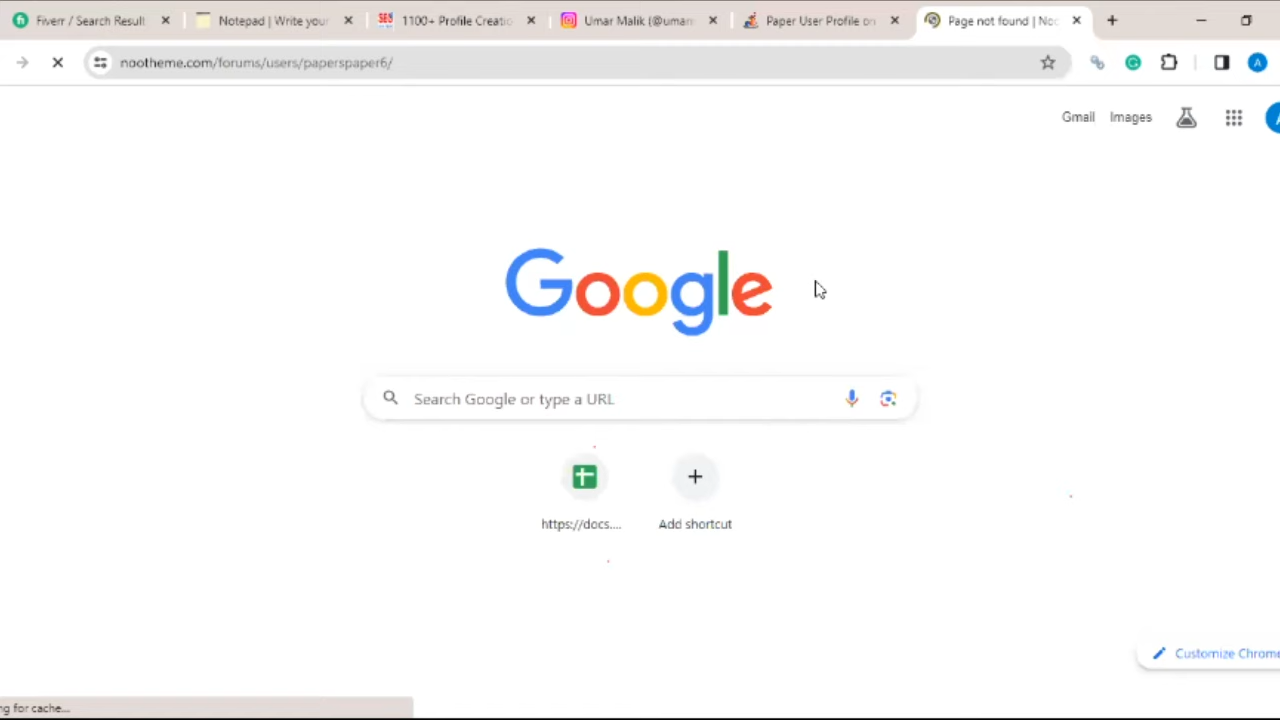 Fiverr / Search Result
Notepad | Write your
SEO 1100+ Profile Creatio
Umar Malik (@uman
Paper User Profile on
Page not found | Noo
nootheme.com/forums/users/paperspaper6/
A
Gmail Images
Google
Search Google or type a URL
https://docs....
Add shortcut
Customize Chrome
ng for cache...